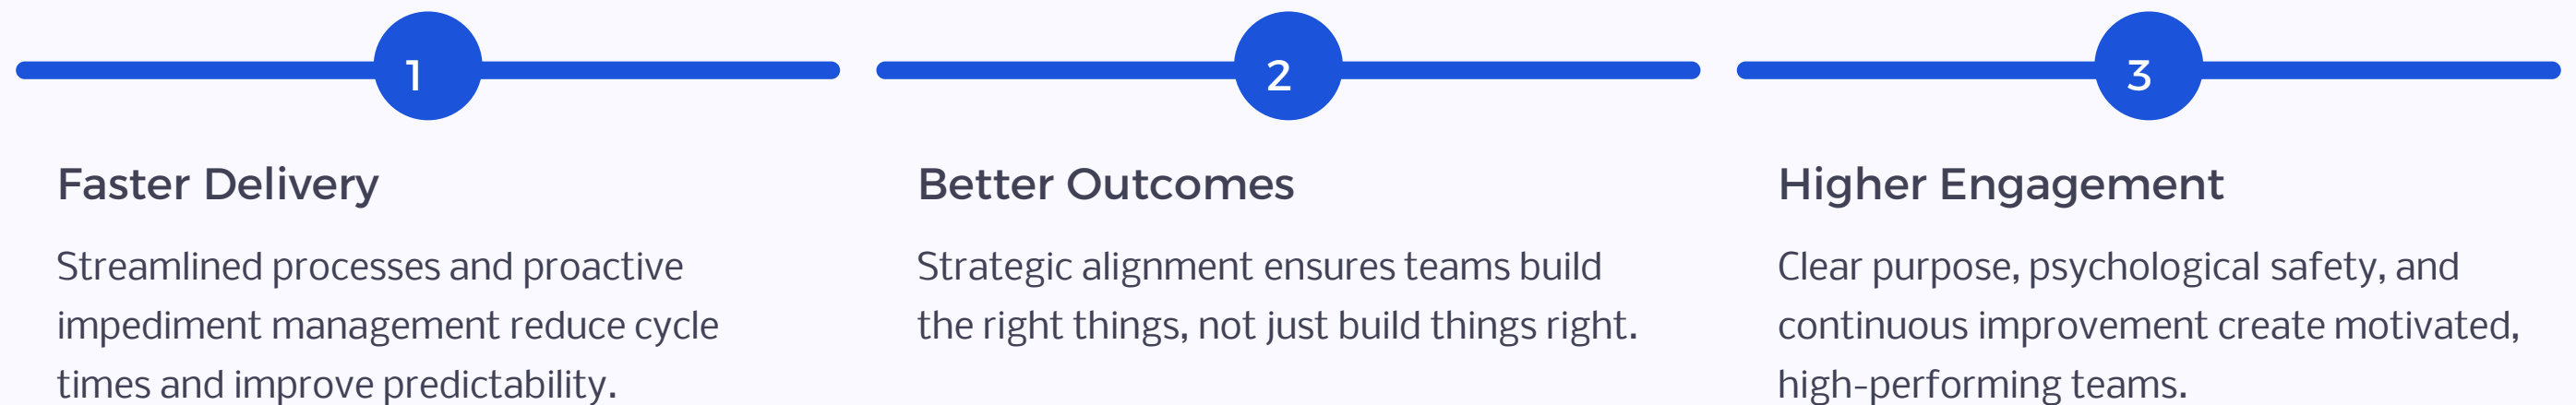 1
Faster Delivery
Streamlined processes and proactive
impediment management reduce cycle
times and improve predictability.
2
Better Outcomes
Strategic alignment ensures teams build
the right things, not just build things right.
3
Higher Engagement
Clear purpose, psychological safety, and
continuous improvement create motivated,
high-performing teams.